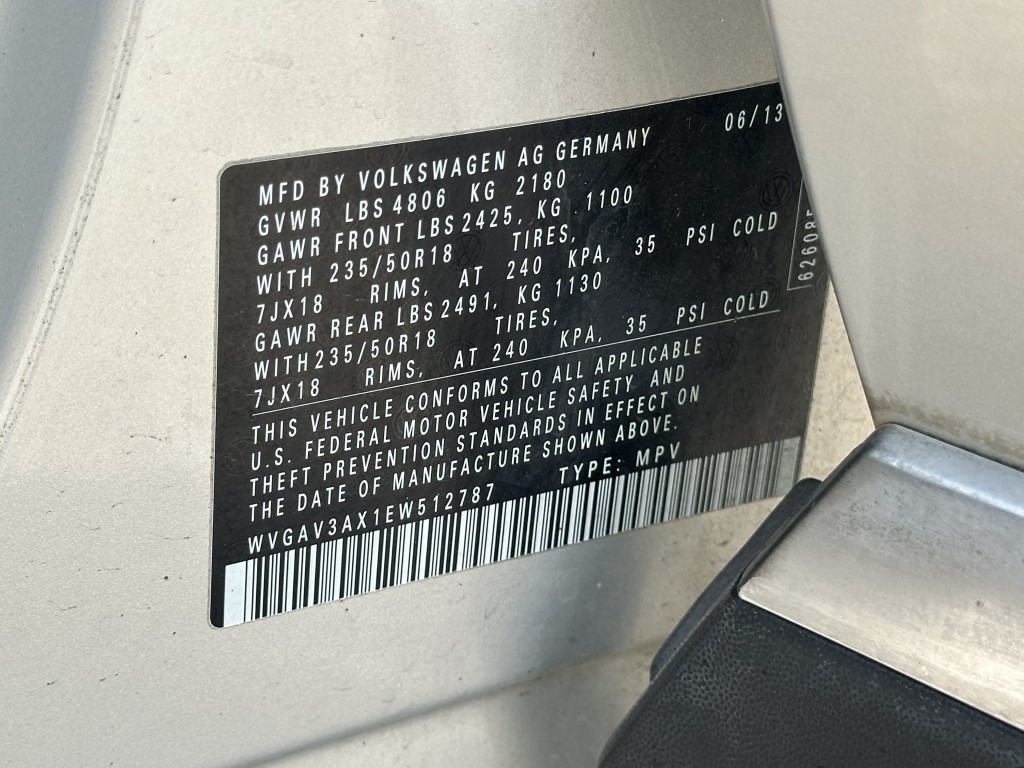 06/13
MFD BY VOLKSWAGEN AG GERMANY
GVWR LBS 4806 KG 2180
GAWR FRONT LBS 2425, KG 1100
WITH 235/50R18 TIRES,
7JX18 RIMS, AT 240 KPA, 35 PSI COLD
GAWR REAR LBS 2491, KG 1130
WITH 235/50R18 TIRES,
7JX18 RIMS, AT 240 KPA, 35 PSI COLD
THIS VEHICLE CONFORMS TO ALL APPLICABLE
U.S. FEDERAL MOTOR VEHICLE SAFETY AND
THEFT PREVENTION STANDARDS IN EFFECT ON
THE DATE OF MANUFACTURE SHOWN ABOVE.
WVGAV3AX1EW512787 TYPE: MPV